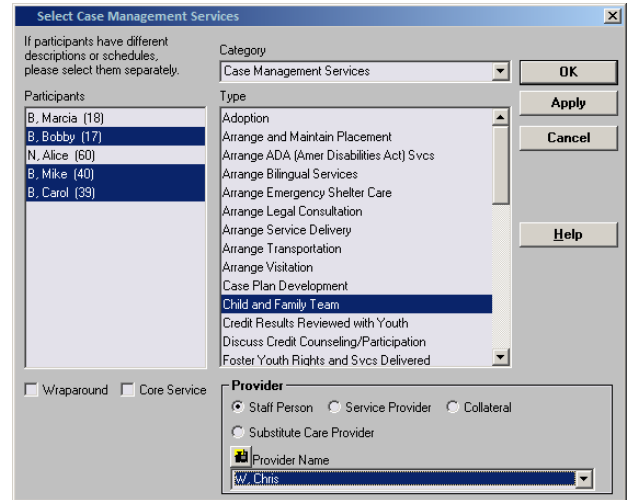 Select Case Management Services
If participants have different
descriptions or schedules,
please select them separately.
Category
Case Management Services
OK
Participants
Type
Apply
B, Marcia (18)
B, Bobby (17)
N, Alice (60)
B, Mike (40)
B, Carol (39)
Adoption
Arrange and Maintain Placement
Arrange ADA (Amer Disabilities Act) Svcs
Arrange Bilingual Services
Arrange Emergency Shelter Care
Arrange Legal Consultation
Arrange Service Delivery
Arrange Transportation
Arrange Visitation
Case Plan Development
Child and Family Team
Credit Results Reviewed with Youth
Discuss Credit Counseling/Participation
Foster Youth Rights and Svcs Delivered
Cancel
Help
Wraparound
Core Service
Provider
Staff Person
Service Provider
Collateral
Substitute Care Provider
Provider Name
W, Chris